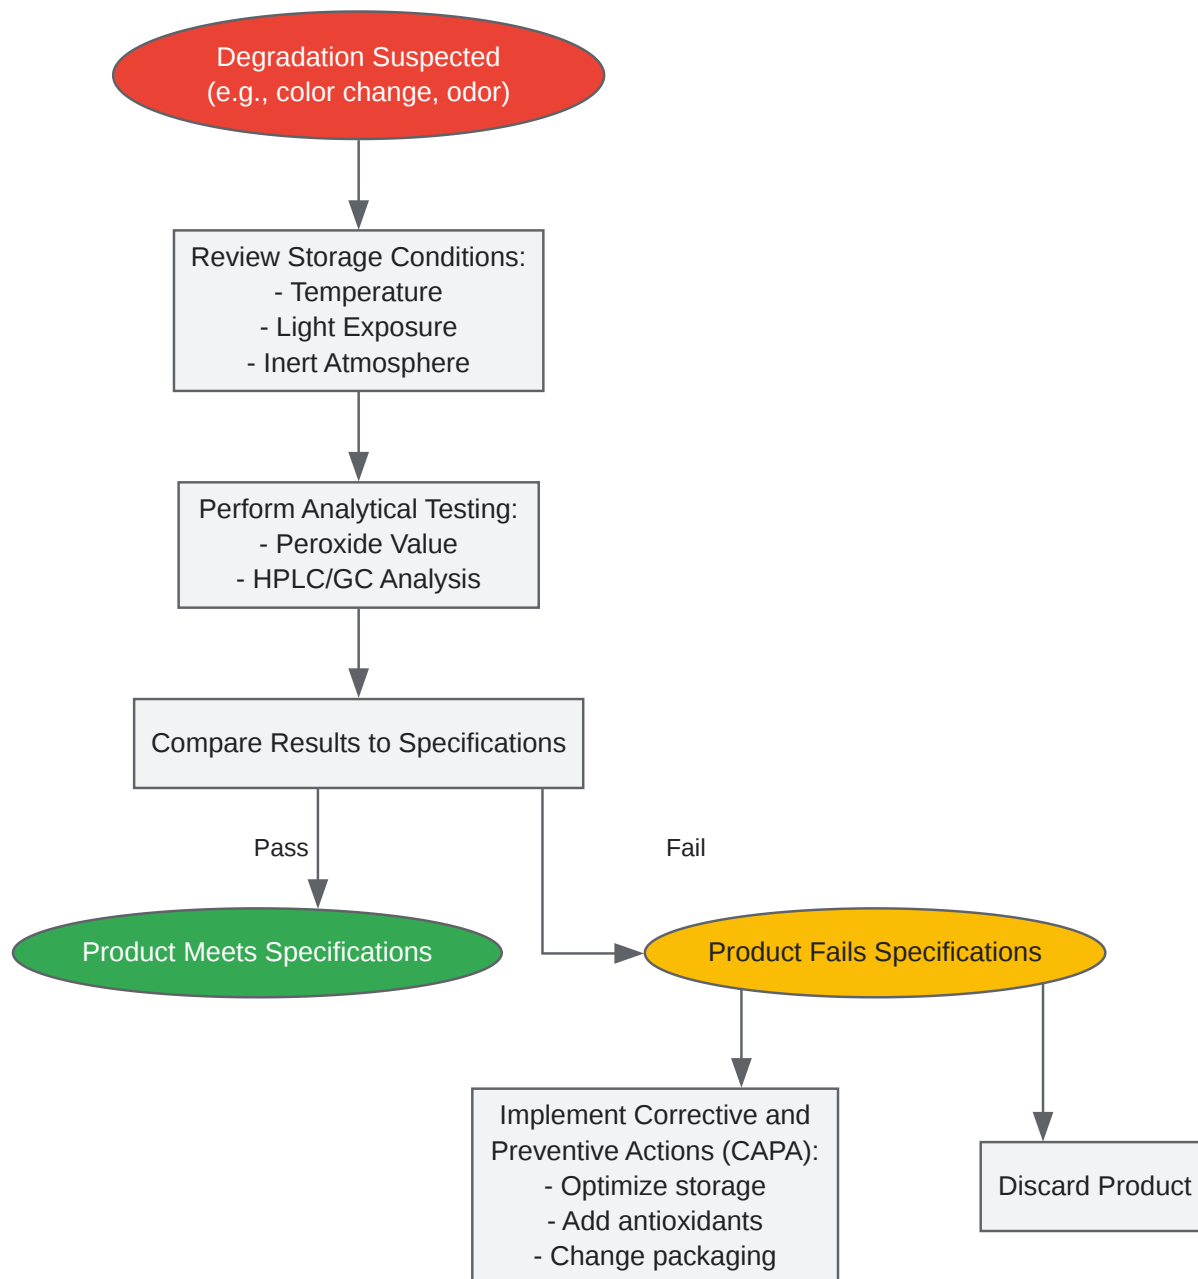 Degradation Suspected
(e.g., color change, odor)
Review Storage Conditions:
- Temperature
- Light Exposure
- Inert Atmosphere
Perform Analytical Testing:
- Peroxide Value
- HPLC/GC Analysis
Compare Results to Specifications
Pass
Fail
Product Meets Specifications
Product Fails Specifications
Implement Corrective and
Preventive Actions (CAPA):
- Optimize storage
- Add antioxidants
- Change packaging
Discard Product